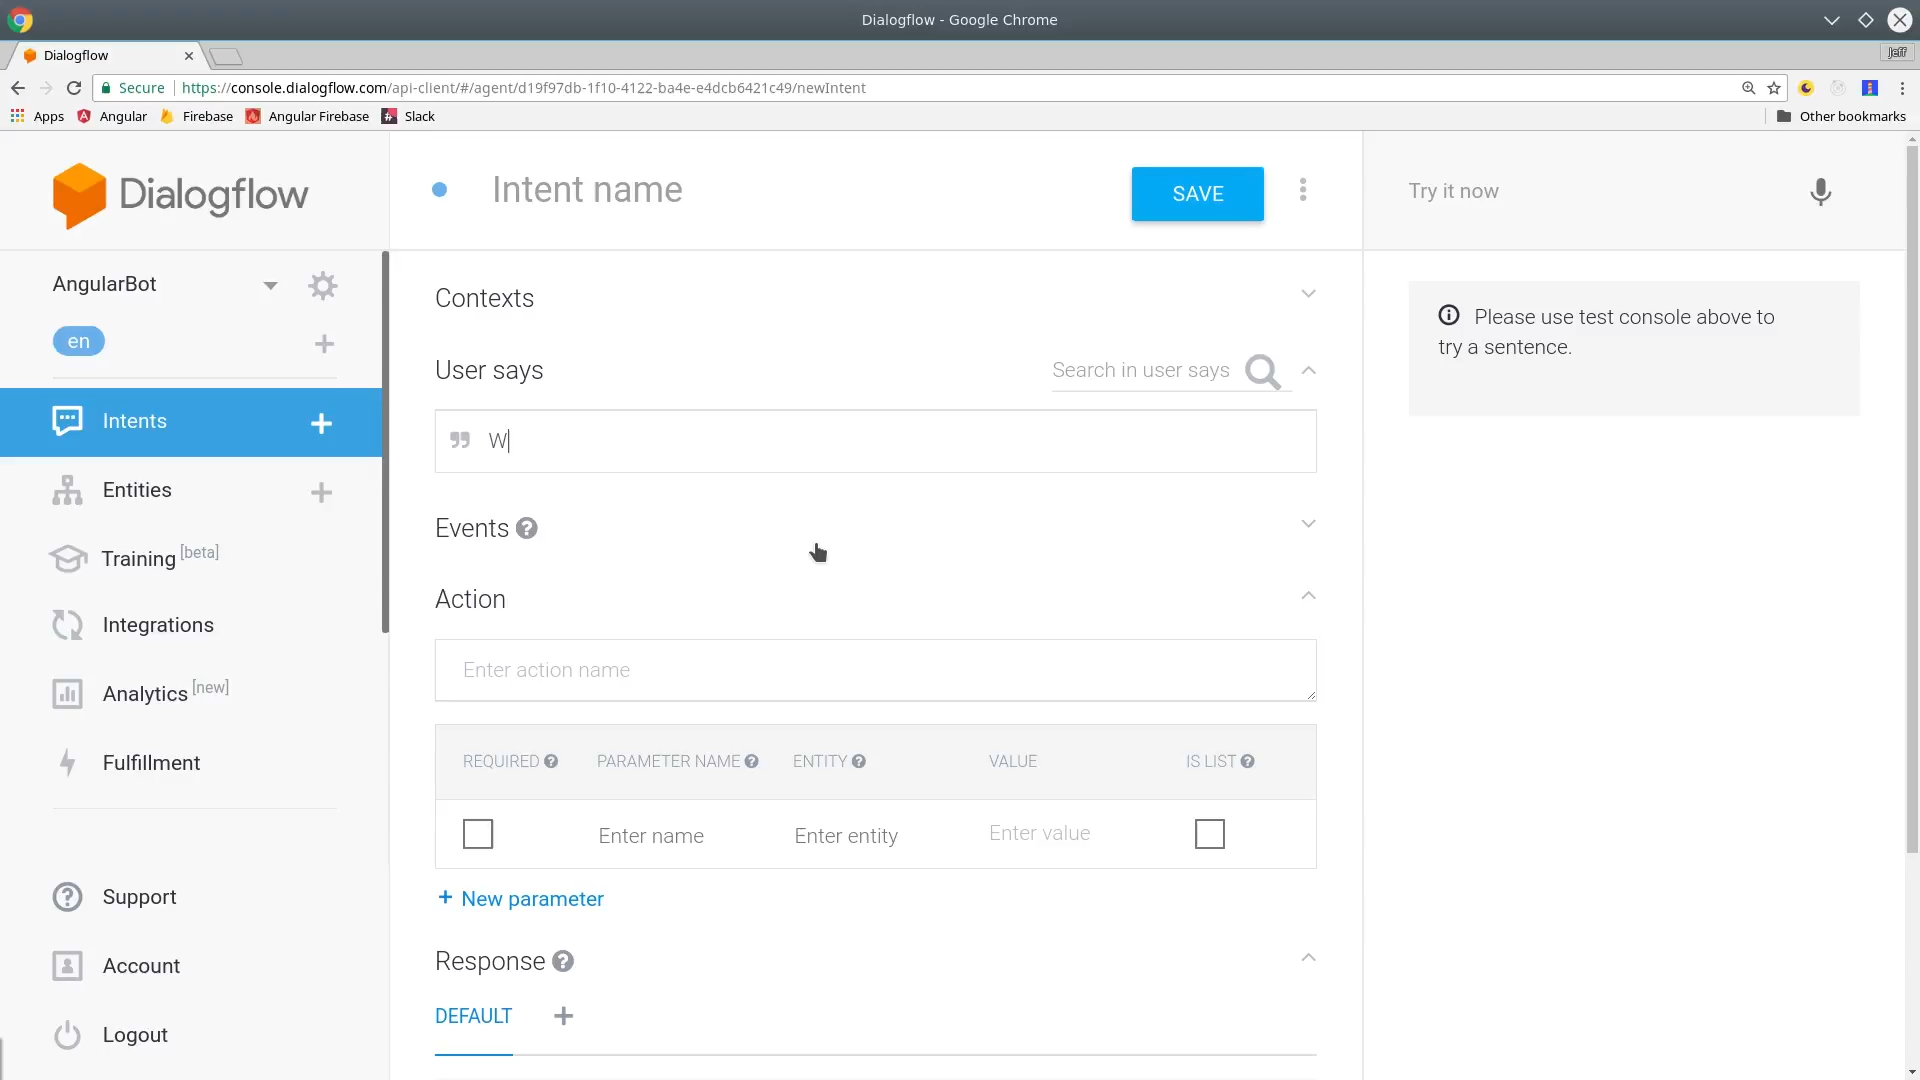 Dialogflow - Google Chrome
Dialogflow
Jeff
Secure https://console.dialogflow.com/api-client/#/agent/d19f97db-1f10-4122-ba4e-e4dcb6421c49/newIntent
Apps Angular Firebase Angular Firebase Slack Other bookmarks
Dialogflow
Intent name
SAVE
Try it now
AngularBot
en
Intents
Entities
Training [beta]
Integrations
Analytics [new]
Fulfillment
Support
Account
Logout
Contexts
User says
Search in user says
W
Events
Action
Enter action name
REQUIRED PARAMETER NAME ENTITY VALUE IS LIST
Enter name Enter entity Enter value
+ New parameter
Response
DEFAULT +
Please use test console above to
try a sentence.